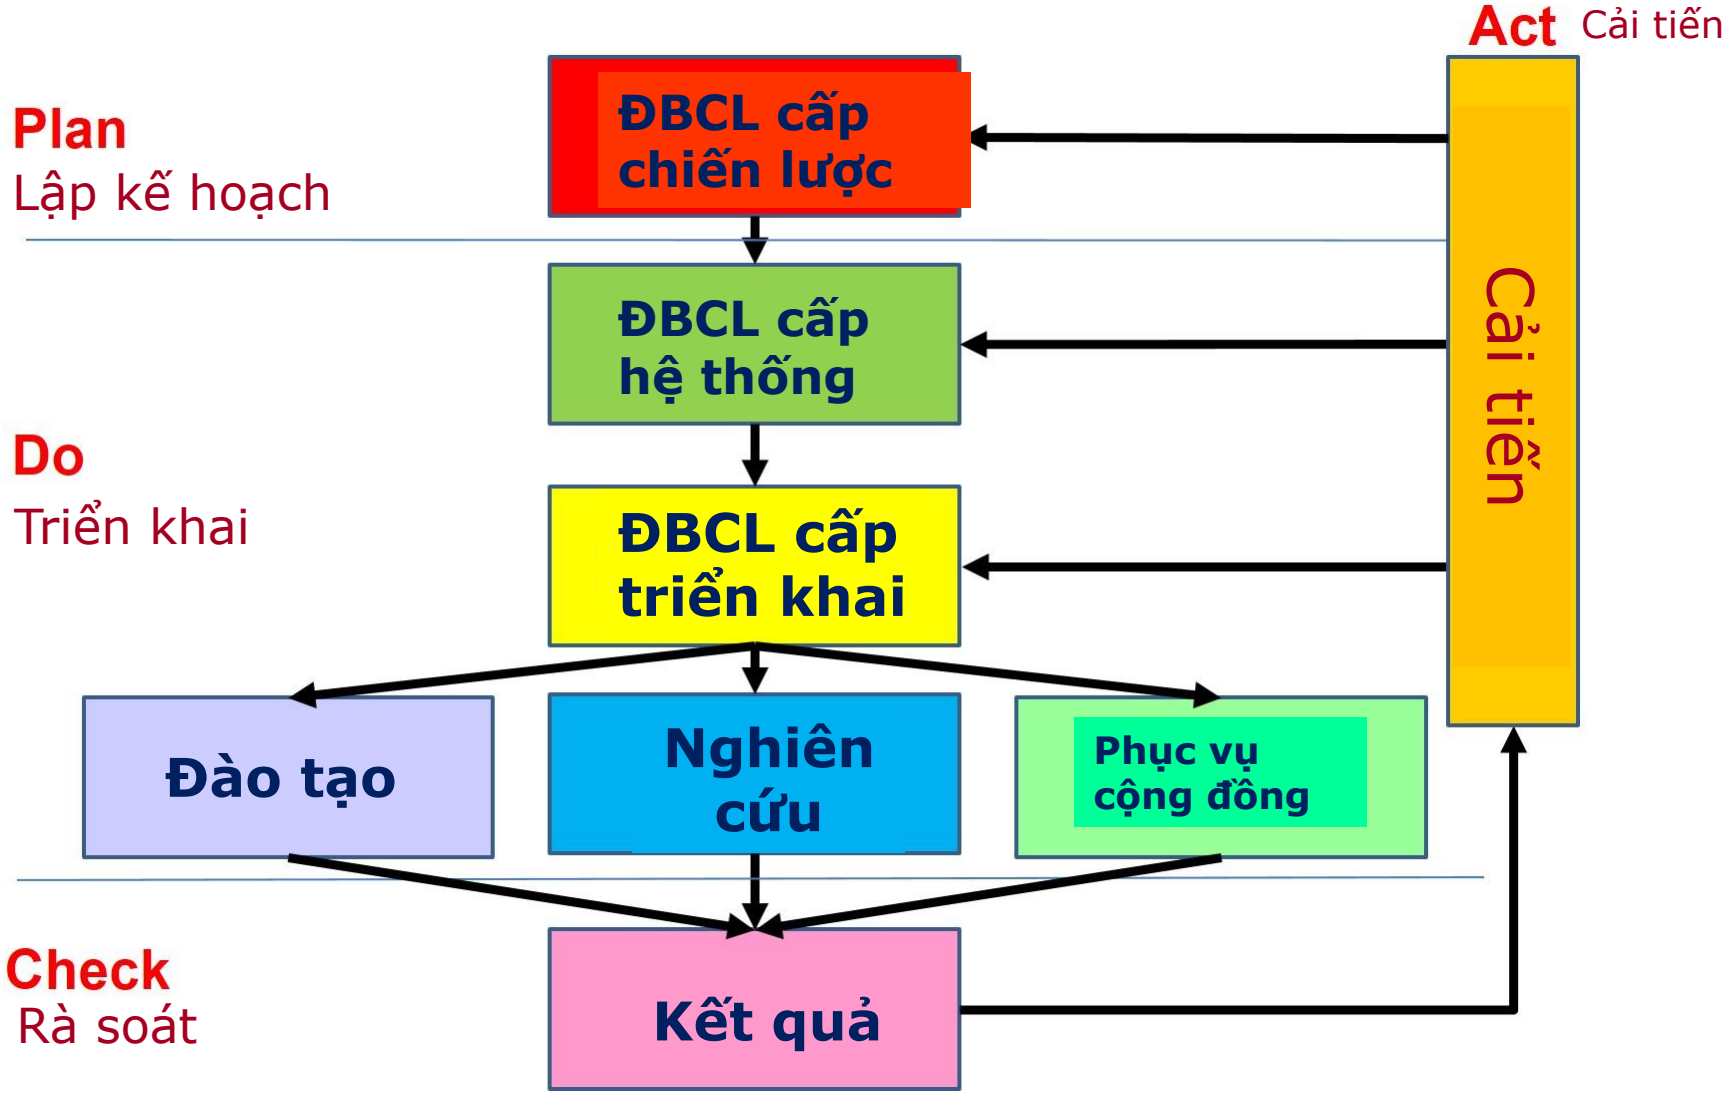 Act Cải tiến
ĐBCL cấp
chiến lược
Plan
Lập kế hoạch
ĐBCL cấp
hệ thống
Cải tiến
Do
Triển khai
ĐBCL cấp
triển khai
Đào tạo
Nghiên
cứu
Phục vụ
cộng đồng
Check
Rà soát
Kết quả